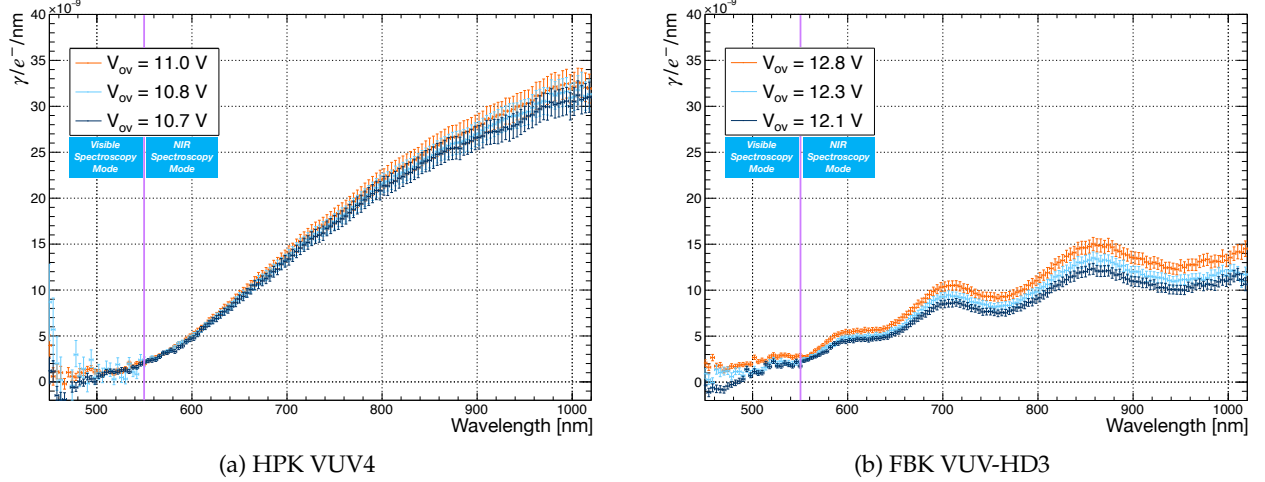 ×10⁻⁹
γ/e⁻/nm
40
35
30
25
20
15
10
5
0
V_ov = 11.0 V
V_ov = 10.8 V
V_ov = 10.7 V
Visible
Spectroscopy
Mode
NIR
Spectroscopy
Mode
500 600 700 800 900 1000
Wavelength [nm]
(a) HPK VUV4
×10⁻⁹
γ/e⁻/nm
40
35
30
25
20
15
10
5
0
V_ov = 12.8 V
V_ov = 12.3 V
V_ov = 12.1 V
Visible
Spectroscopy
Mode
NIR
Spectroscopy
Mode
500 600 700 800 900 1000
Wavelength [nm]
(b) FBK VUV-HD3